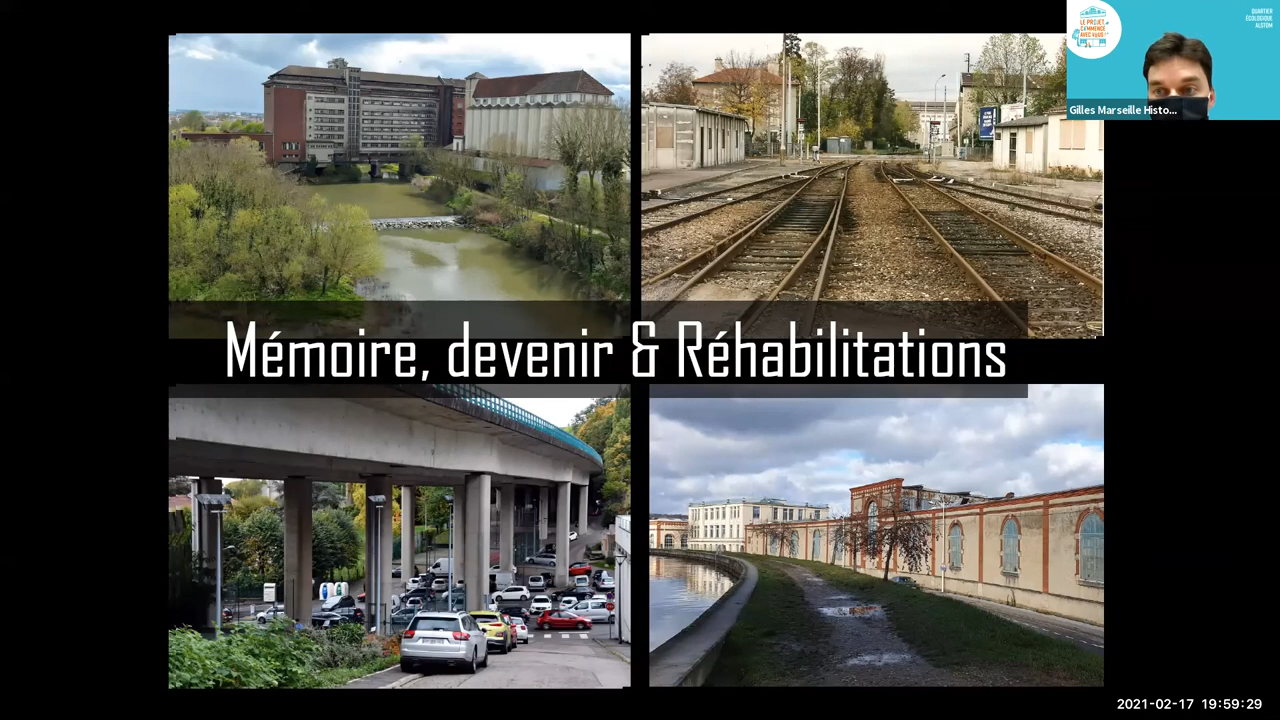 LE PROJET
COMMENCE
AVEC VOUS
QUARTIER
ÉCOLOGIQUE
ALSTOM
Gilles Marseille Histo...
Mémoire, devenir & Réhabilitations
2021-02-17 19:59:29